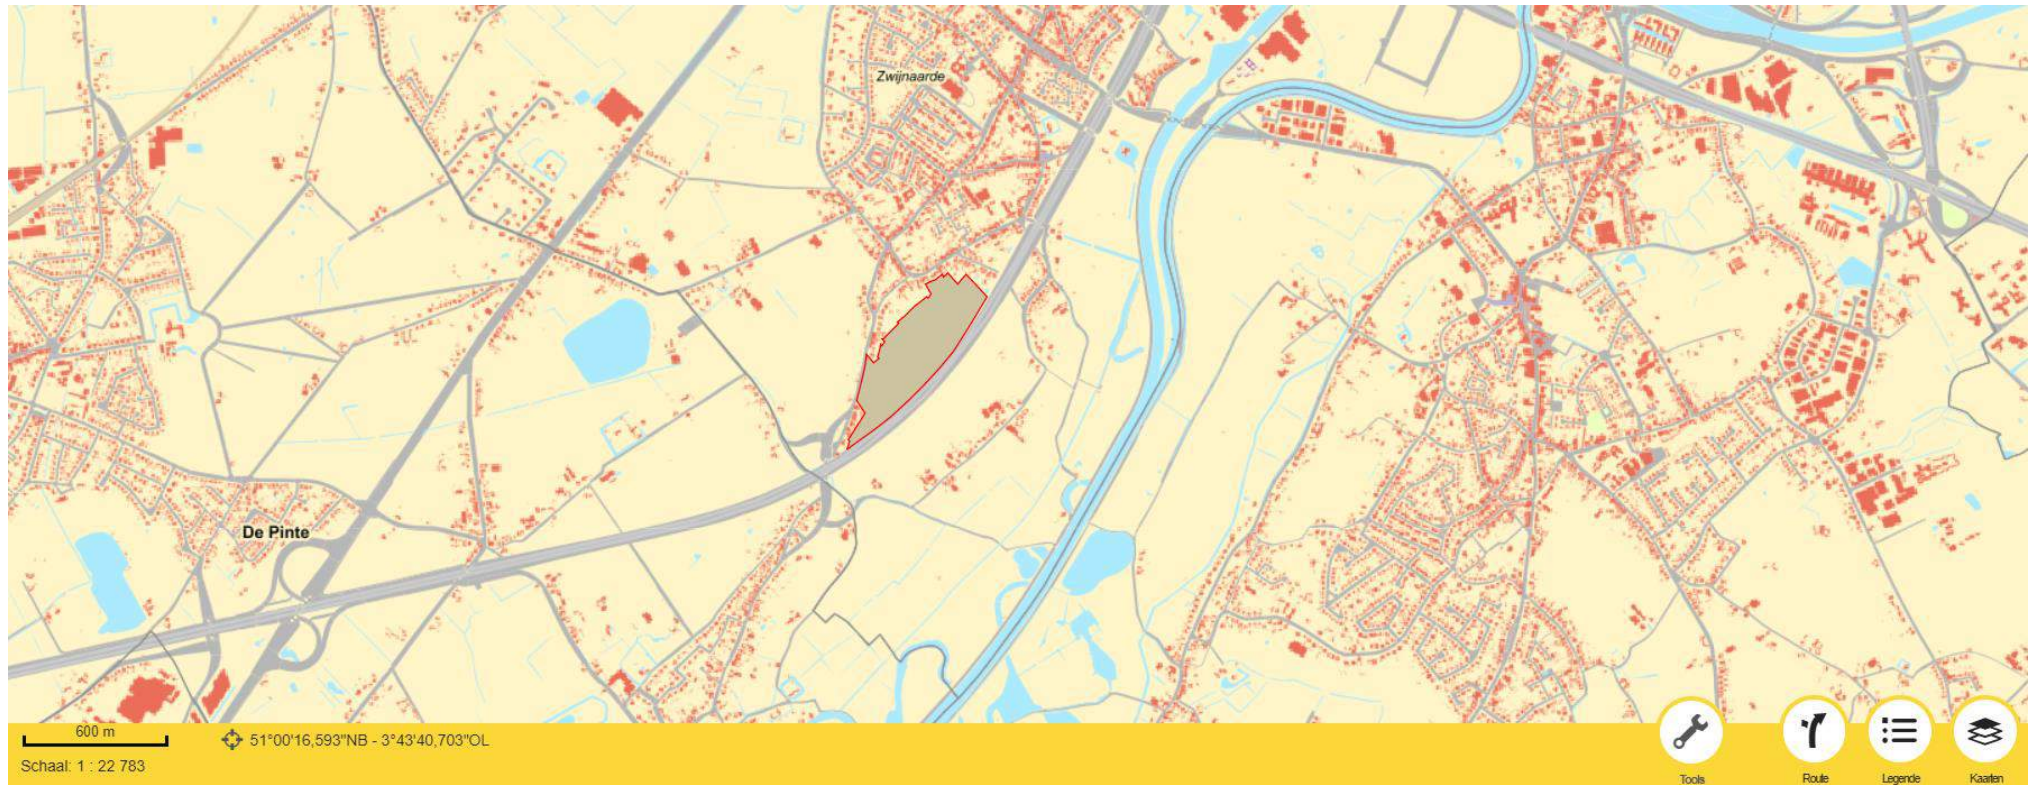 Zwijnaarde
De Pinte
600 m
51°00'16,593"NB - 3°43'40,703"OL
Schaal: 1 : 22 783
Tools
Route
Legende
Kaarten